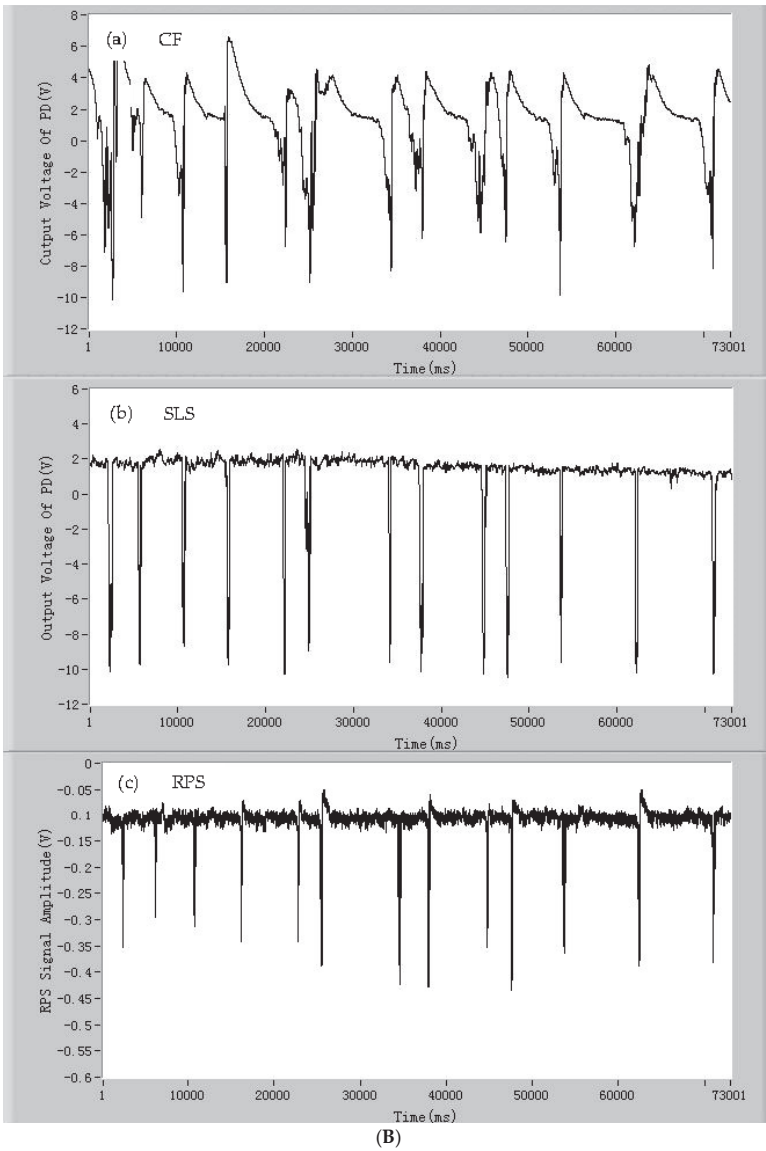 (a) CF
Cutput Voltage Of PD(V)
8
6
4
2
0
-2
-4
-6
-8
-10
-12
1 10000 20000 30000 40000 50000 60000 73001
Time(ms)
(b) SLS
Output Voltage Of PD(V)
6
4
2
0
-2
-4
-6
-8
-10
-12
1 10000 20000 30000 40000 50000 60000 73001
Time(ms)
(c) RPS
RPS Signal Amplitude(V)
0
-0.05
0.1
-0.15
-0.2
-0.25
-0.3
-0.35
-0.4
-0.45
-0.5
-0.55
-0.6
1 10000 20000 30000 40000 50000 60000 73001
Time(ms)
(B)